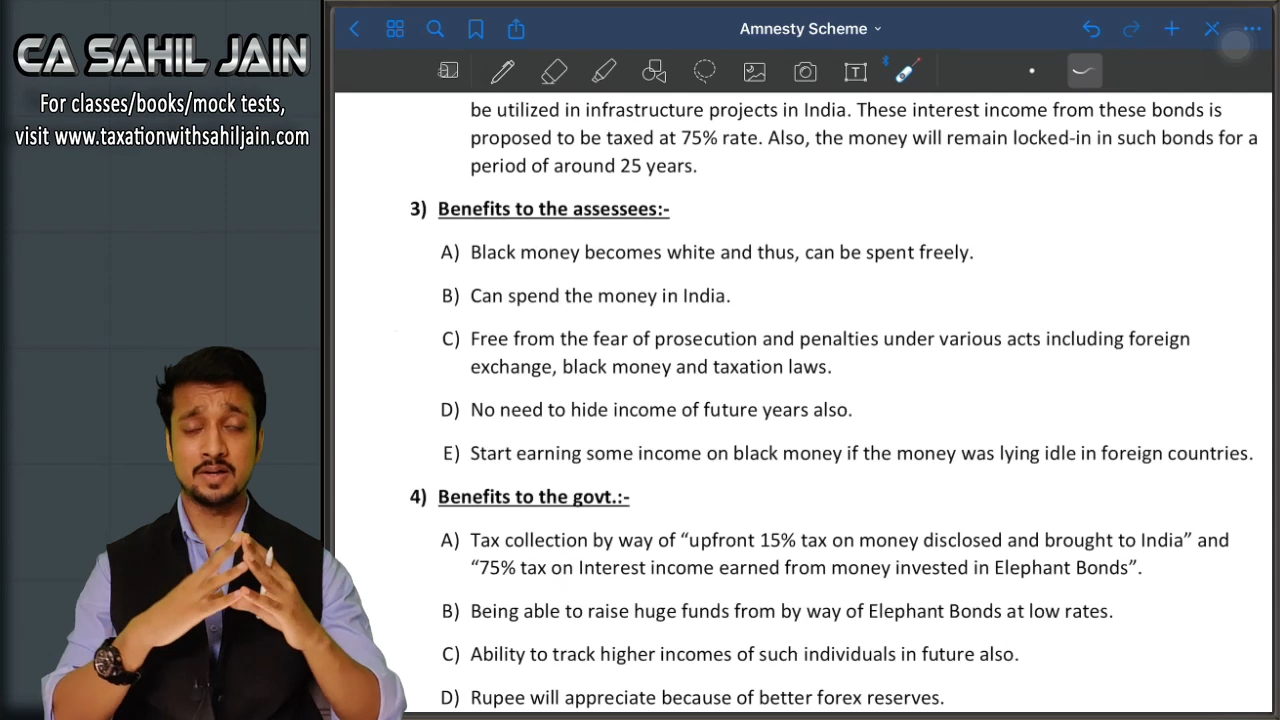 CA SAHIL JAIN
For classes/books/mock tests,
visit www.taxationwithsahiljain.com
Amnesty Scheme
be utilized in infrastructure projects in India. These interest income from these bonds is
proposed to be taxed at 75% rate. Also, the money will remain locked-in in such bonds for a
period of around 25 years.
3) Benefits to the assessees:-
A) Black money becomes white and thus, can be spent freely.
B) Can spend the money in India.
C) Free from the fear of prosecution and penalties under various acts including foreign
exchange, black money and taxation laws.
D) No need to hide income of future years also.
E) Start earning some income on black money if the money was lying idle in foreign countries.
4) Benefits to the govt.:-
A) Tax collection by way of “upfront 15% tax on money disclosed and brought to India” and
“75% tax on Interest income earned from money invested in Elephant Bonds”.
B) Being able to raise huge funds from by way of Elephant Bonds at low rates.
C) Ability to track higher incomes of such individuals in future also.
D) Rupee will appreciate because of better forex reserves.